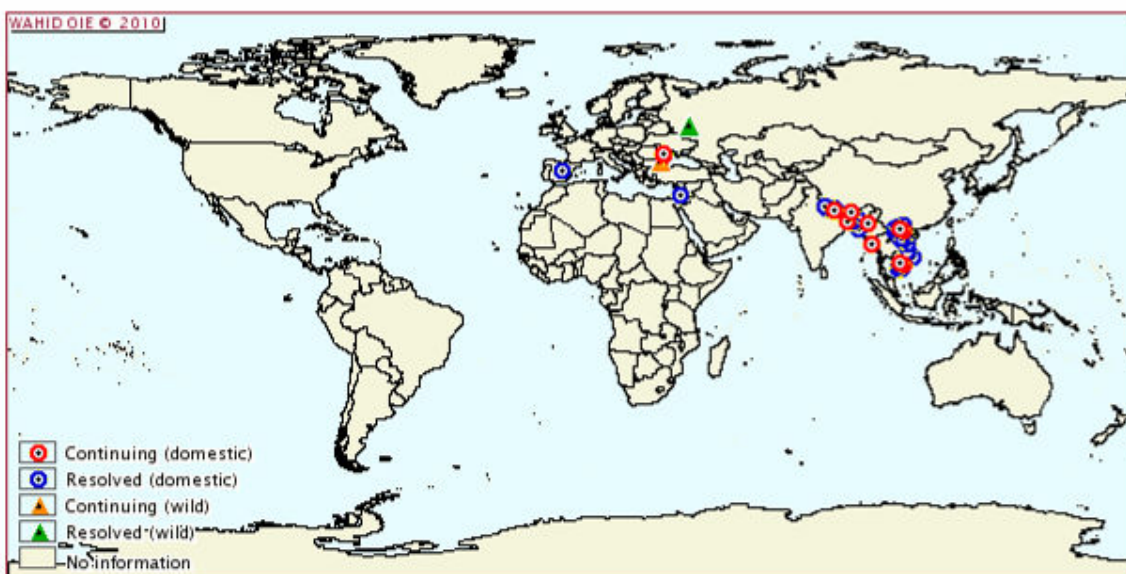 WAHID OIE © 2010
Continuing (domestic)
Resolved (domestic)
Continuing (wild)
Resolved (wild)
No information